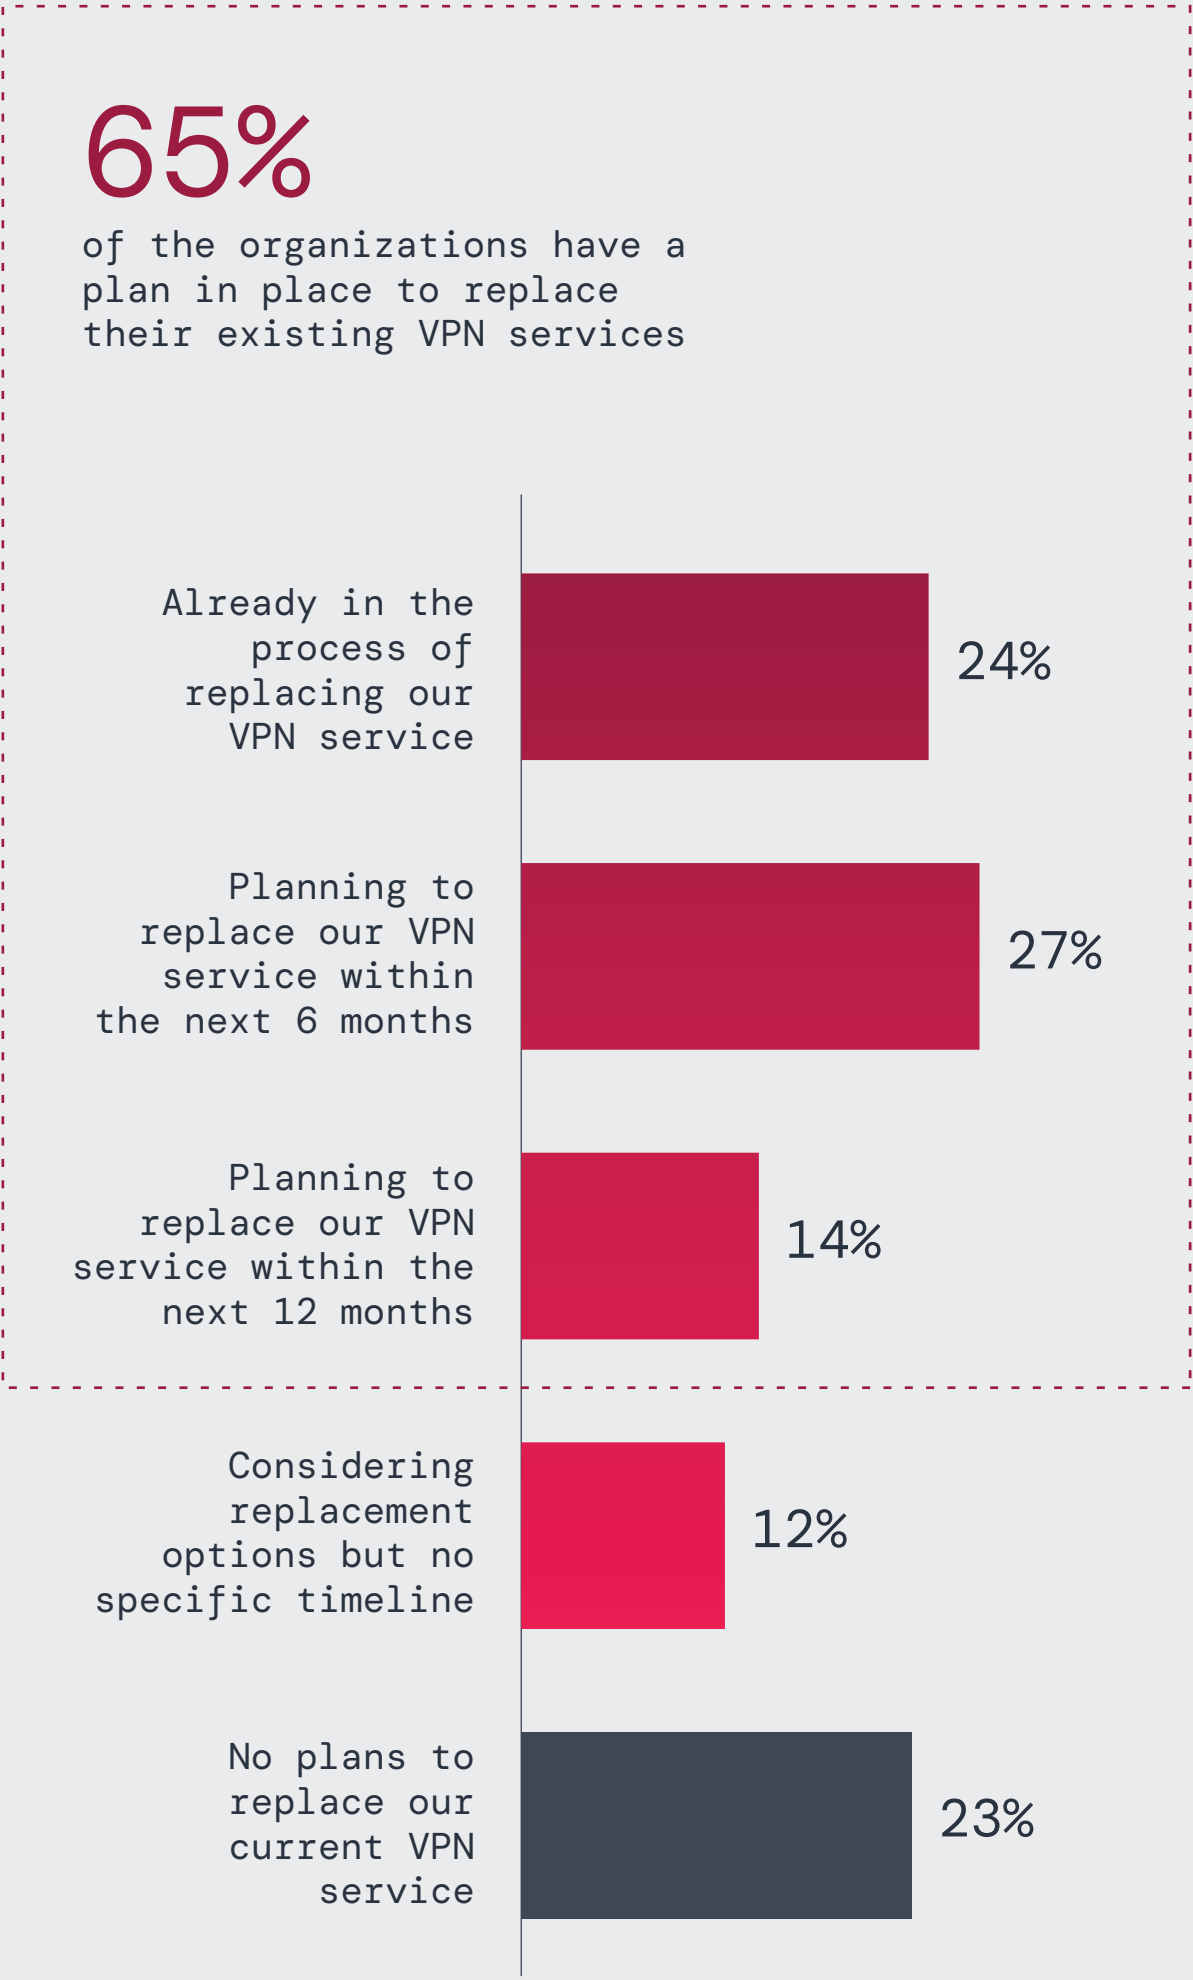 65%
of the organizations have a
plan in place to replace
their existing VPN services
Already in the
process of
replacing our
VPN service
24%
Planning to
replace our VPN
service within
the next 6 months
27%
Planning to
replace our VPN
service within the
next 12 months
14%
Considering
replacement
options but no
specific timeline
12%
No plans to
replace our
current VPN
service
23%